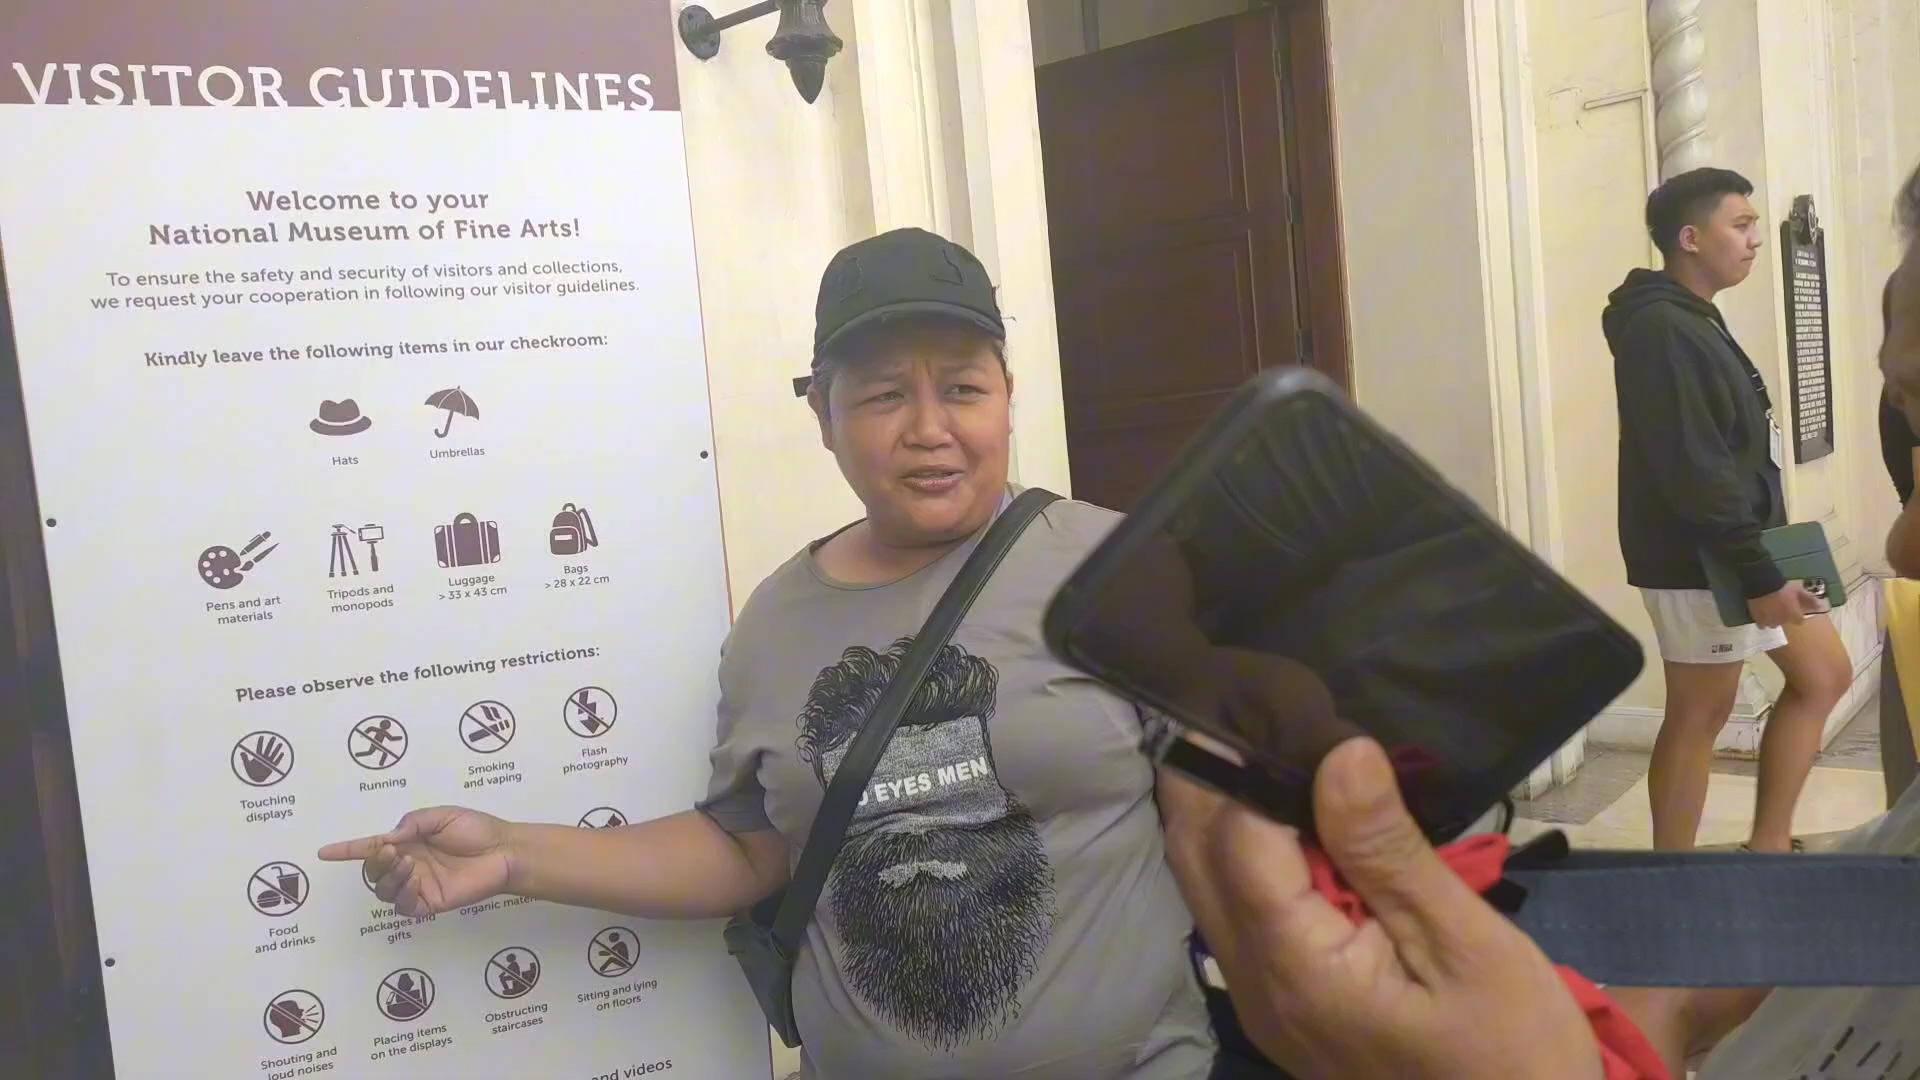 VISITOR GUIDELINES
Welcome to your
National Museum of Fine Arts!
To ensure the safety and security of visitors and collections,
we request your cooperation in following our visitor guidelines.
Kindly leave the following items in our checkroom:
Hats
Umbrellas
Pens and art
materials
Tripods and
monopods
Luggage
> 33 x 43 cm
Bags
> 28 x 22 cm
Please observe the following restrictions:
Touching
displays
Running
Smoking
and vaping
Flash
photography
Food
and drinks
packages and
gifts
organic
Shouting and
loud noises
Placing items
on the displays
Obstructing
staircases
Sitting and lying
on floors
and videos
EYES MEN